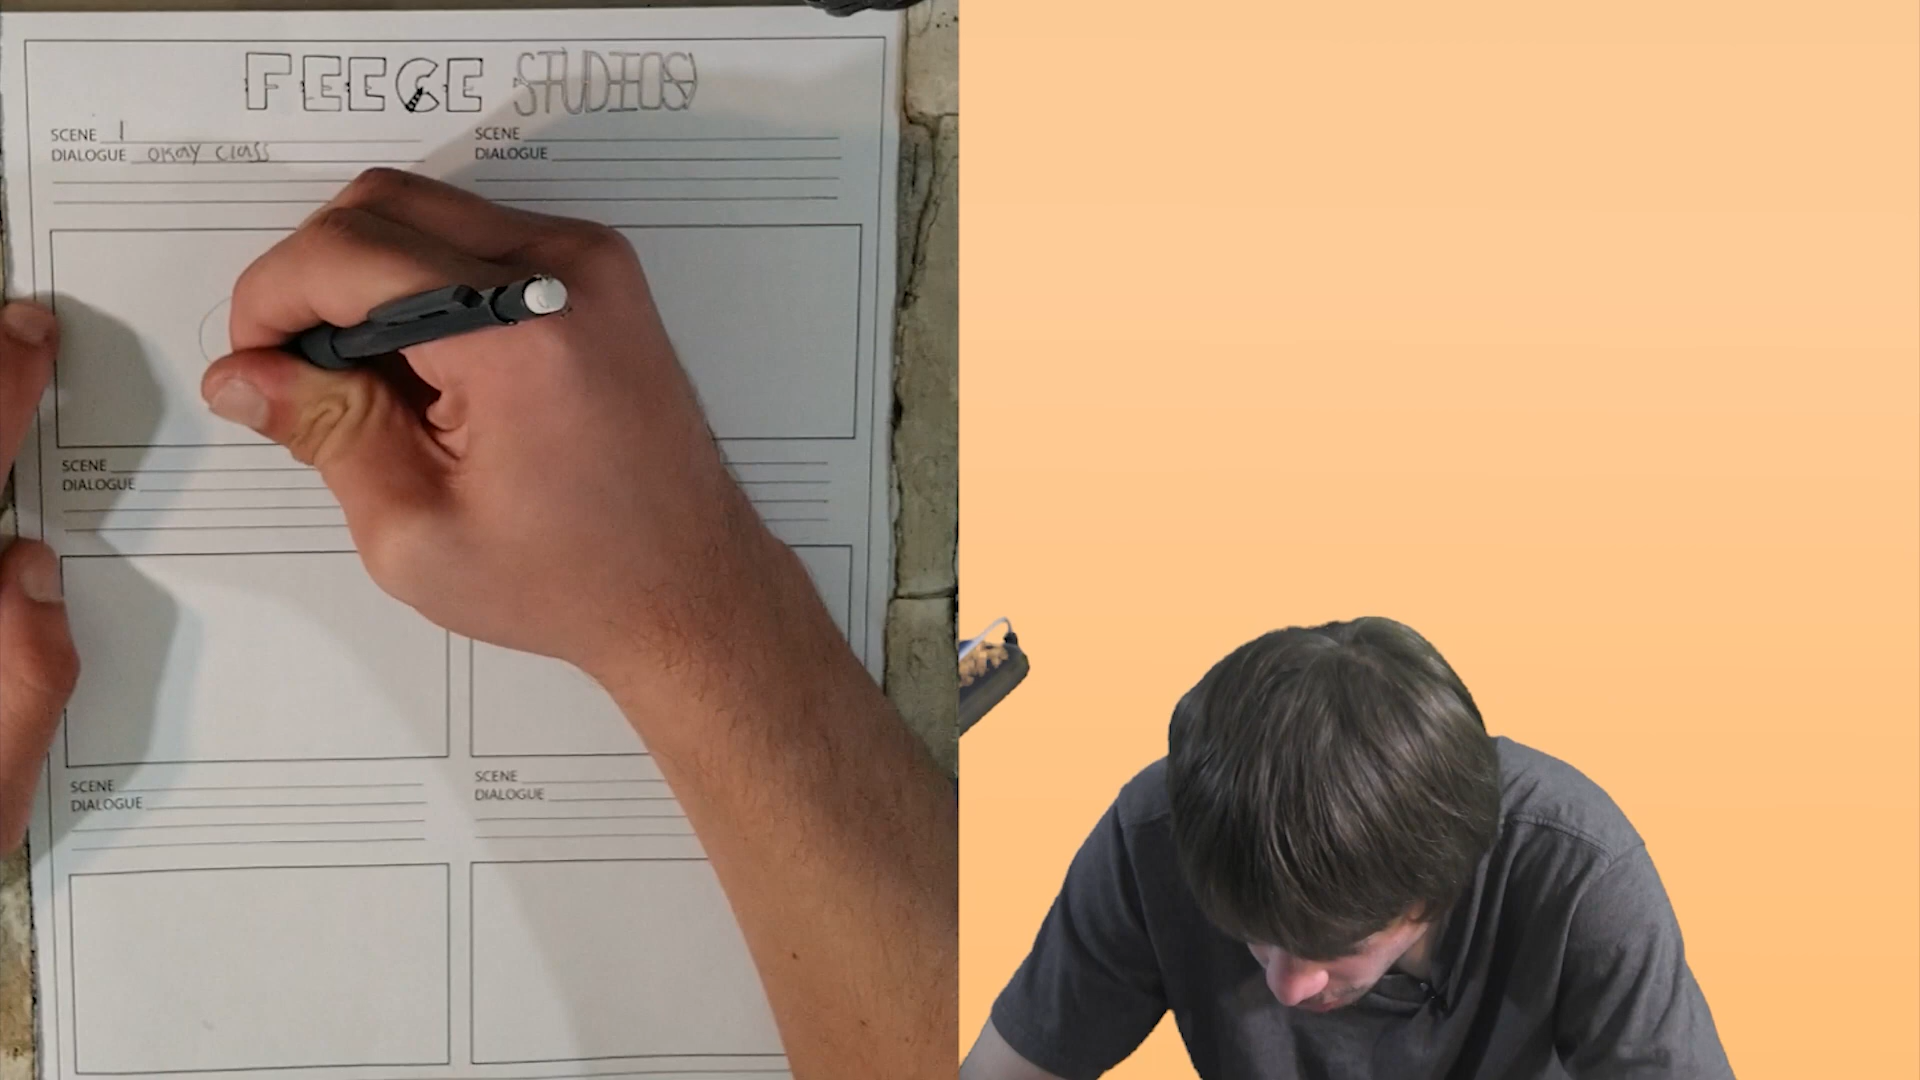 FEECE STUDIOS
SCENE 1
DIALOGUE okay class
SCENE
DIALOGUE
SCENE
DIALOGUE
SCENE
DIALOGUE
SCENE
DIALOGUE